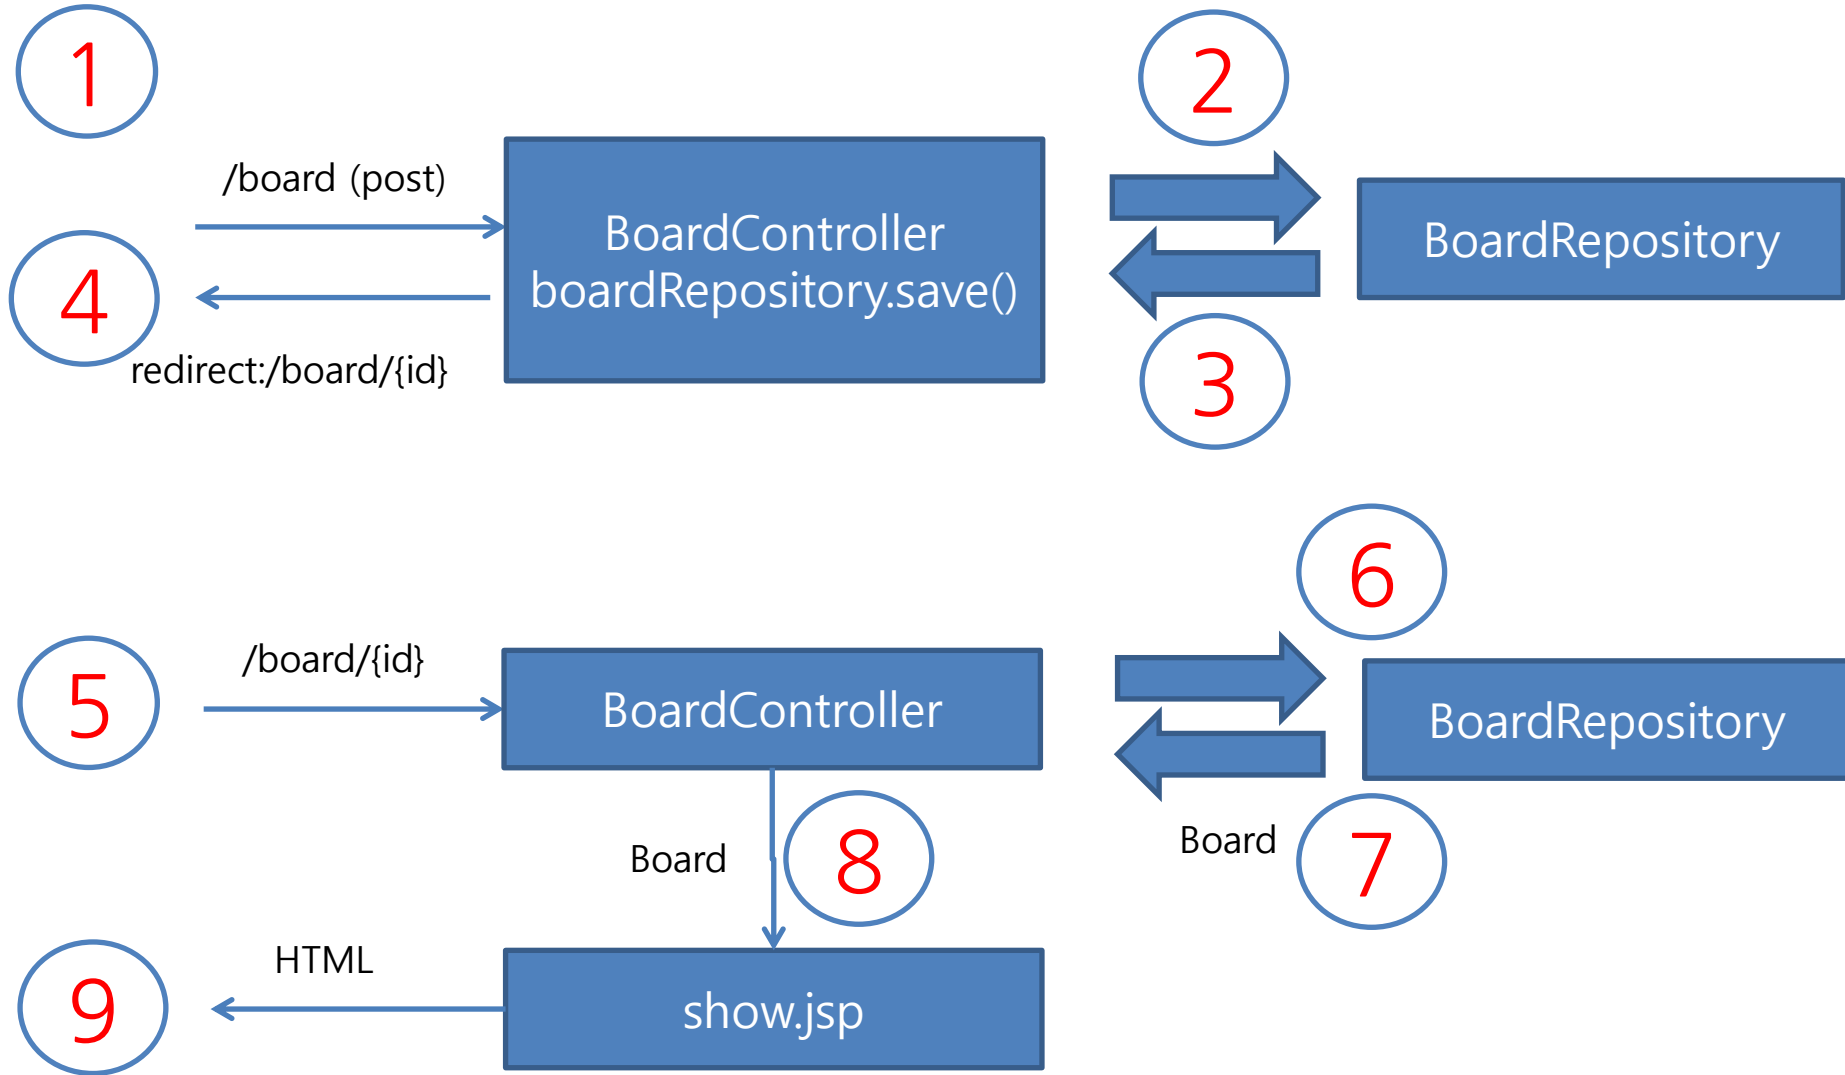 1
2
/board (post)
BoardController
boardRepository.save()
BoardRepository
4
redirect:/board/{id}
3
6
5
/board/{id}
BoardController
BoardRepository
Board
8
Board
7
9
HTML
show.jsp